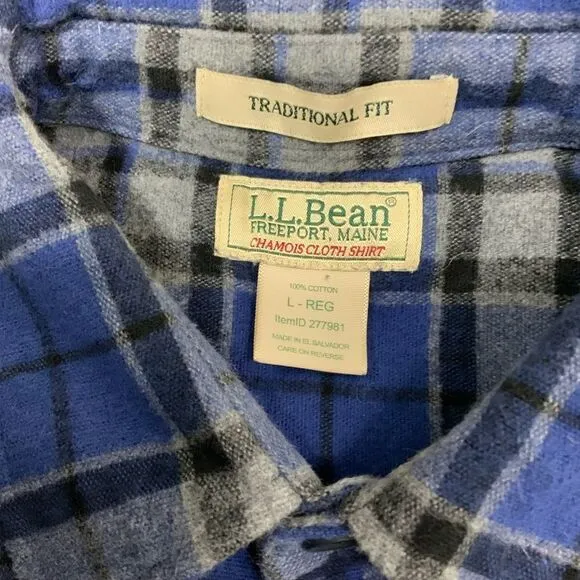 TRADITIONAL FIT
L.L.Bean®
FREEPORT, MAINE
CHAMOIS CLOTH SHIRT
100% COTTON
L - REG
ItemID 277981
MADE IN EL SALVADOR
CARE ON REVERSE